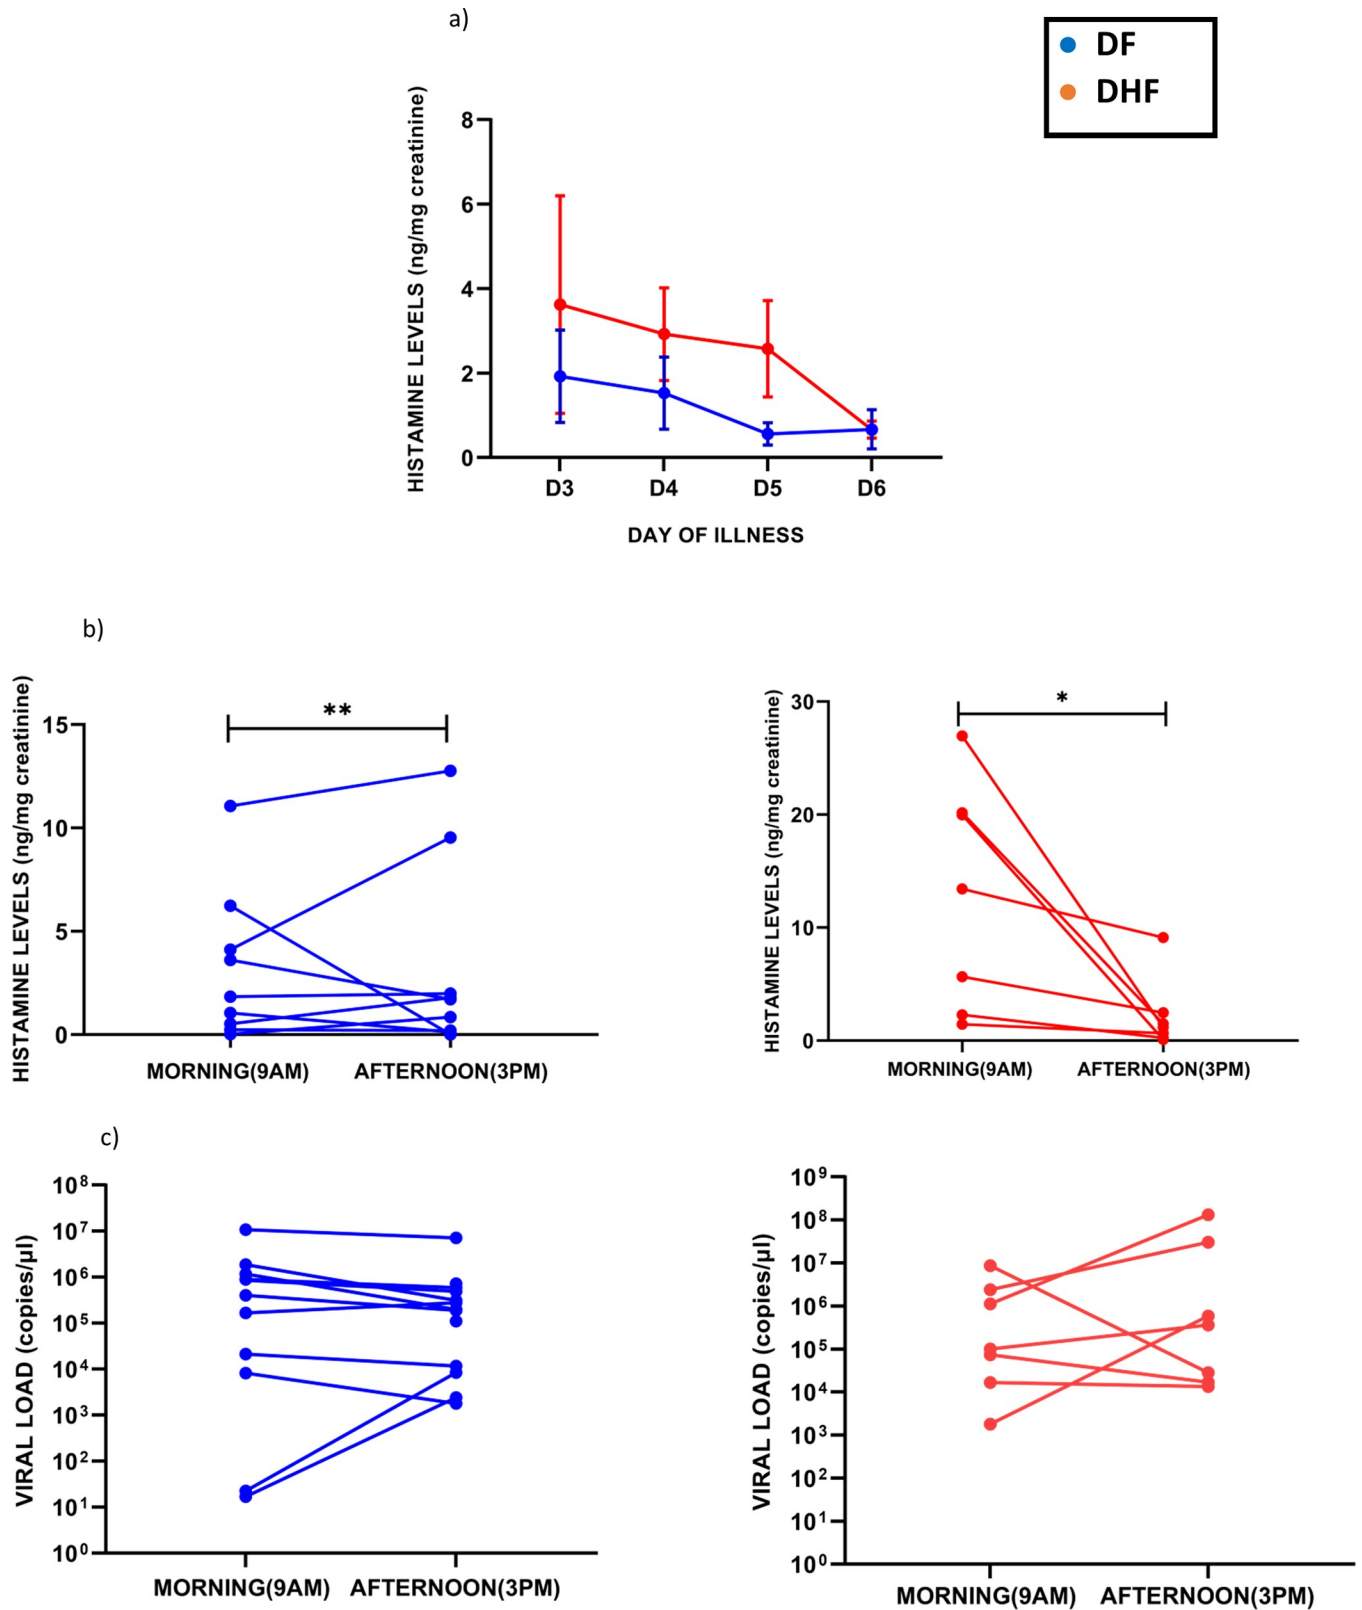 a)
DF
DHF
HISTAMINE LEVELS (ng/mg creatinine)
8
6
4
2
0
D3 D4 D5 D6
DAY OF ILLNESS
b)
HISTAMINE LEVELS (ng/mg creatinine)
15
10
5
0
**
MORNING(9AM) AFTERNOON(3PM)
HISTAMINE LEVELS (ng/mg creatinine)
30
20
10
0
*
MORNING(9AM) AFTERNOON(3PM)
c)
VIRAL LOAD (copies/µl)
10⁸
10⁷
10⁶
10⁵
10⁴
10³
10²
10¹
10⁰
MORNING(9AM) AFTERNOON(3PM)
VIRAL LOAD (copies/µl)
10⁹
10⁸
10⁷
10⁶
10⁵
10⁴
10³
10²
10¹
10⁰
MORNING(9AM) AFTERNOON(3PM)